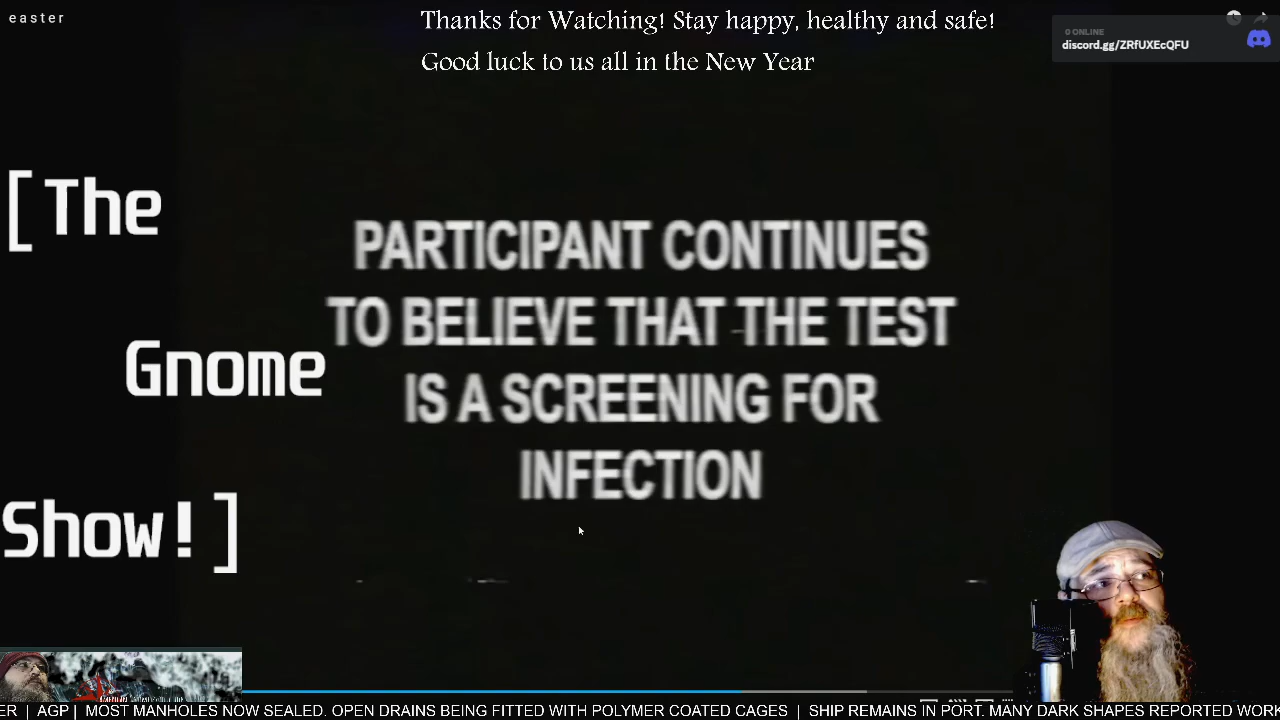 easter
Thanks for Watching! Stay happy, healthy and safe!
Good luck to us all in the New Year
0 ONLINE
discord.gg/ZRfUXEcQFU
[The
Gnome
Show!]
PARTICIPANT CONTINUES
TO BELIEVE THAT THE TEST
IS A SCREENING FOR
INFECTION
ER | AGP | MOST MANHOLES NOW SEALED. OPEN DRAINS BEING FITTED WITH POLYMER COATED CAGES | SHIP REMAINS IN PORT. MANY DARK SHAPES REPORTED WORK